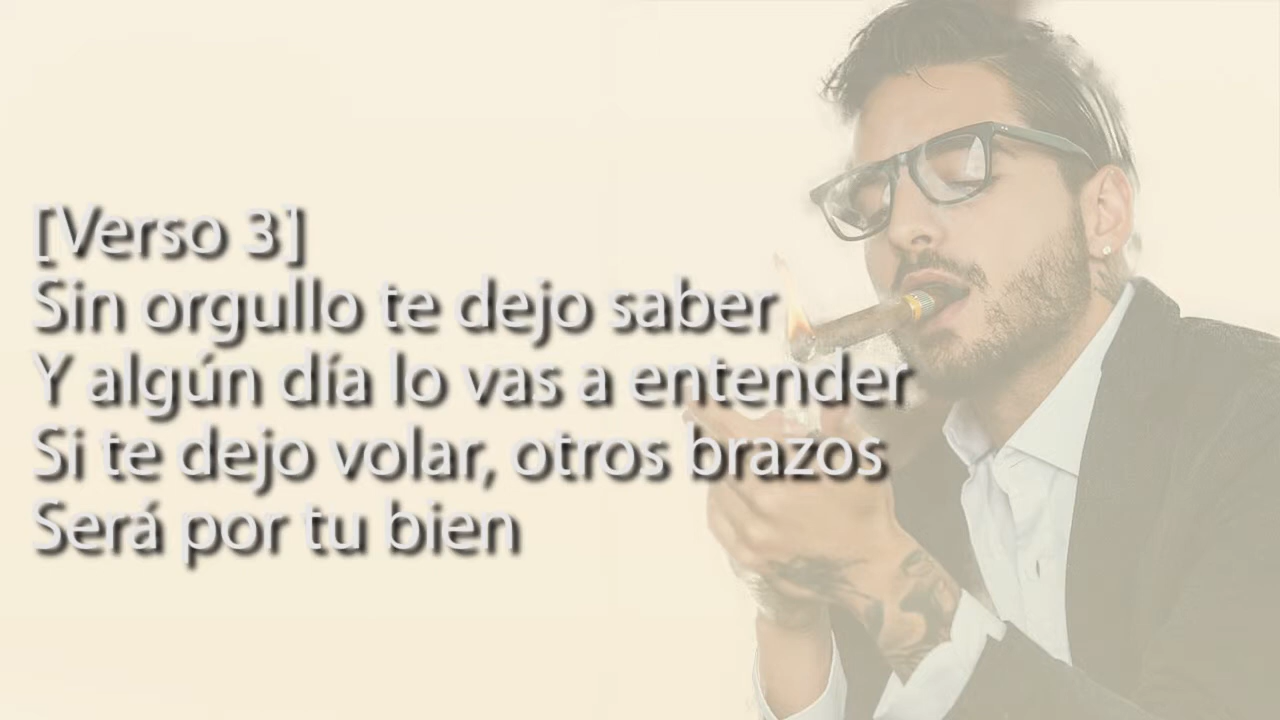 [Verso 3]
Sin orgullo te dejo saber
Y algún día lo vas a entender
Si te dejo volar, otros brazos
Será por tu bien